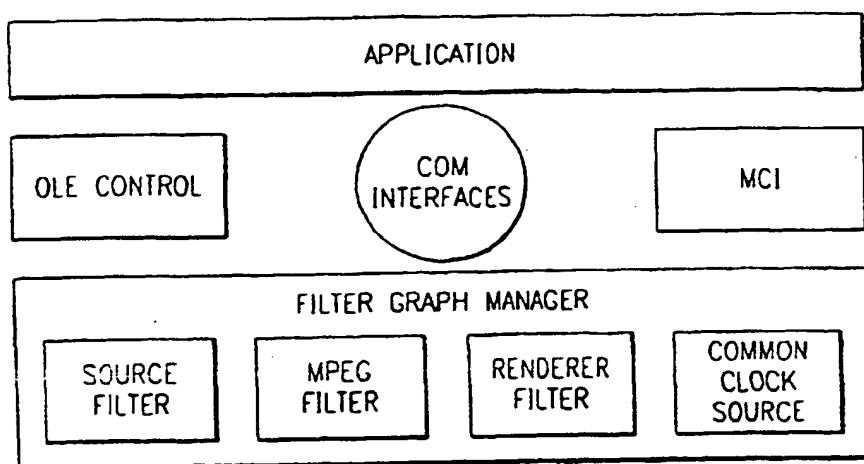 APPLICATION
OLE CONTROL
COM
INTERFACES
MCI
FILTER GRAPH MANAGER
SOURCE
FILTER
MPEG
FILTER
RENDERER
FILTER
COMMON
CLOCK
SOURCE